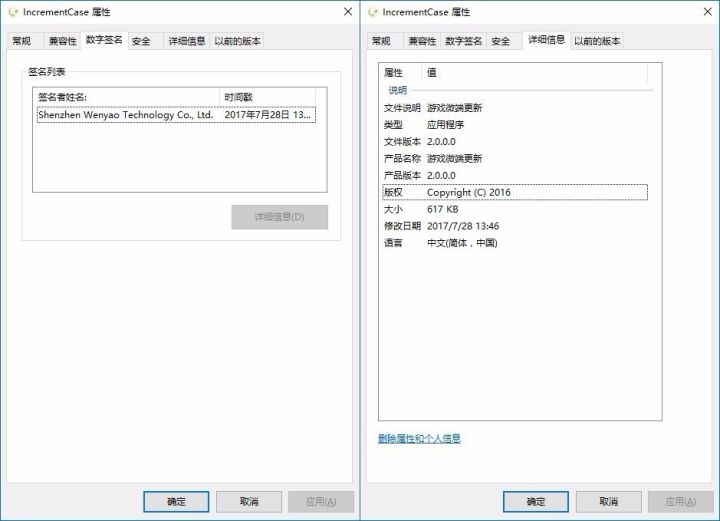 IncrementCase 属性
常规 兼容性 数字签名 安全 详细信息 以前的版本
签名列表
签名者姓名: 时间戳
Shenzhen Wenyao Technology Co., Ltd. 2017年7月28日 13...
详细信息(D)
确定 取消 应用(A)
IncrementCase 属性
常规 兼容性 数字签名 安全 详细信息 以前的版本
属性 值
说明
文件说明 游戏微端更新
类型 应用程序
文件版本 2.0.0.0
产品名称 游戏微端更新
产品版本 2.0.0.0
版权 Copyright (C) 2016
大小 617 KB
修改日期 2017/7/28 13:46
语言 中文(简体，中国)
删除属性和个人信息
确定 取消 应用(A)